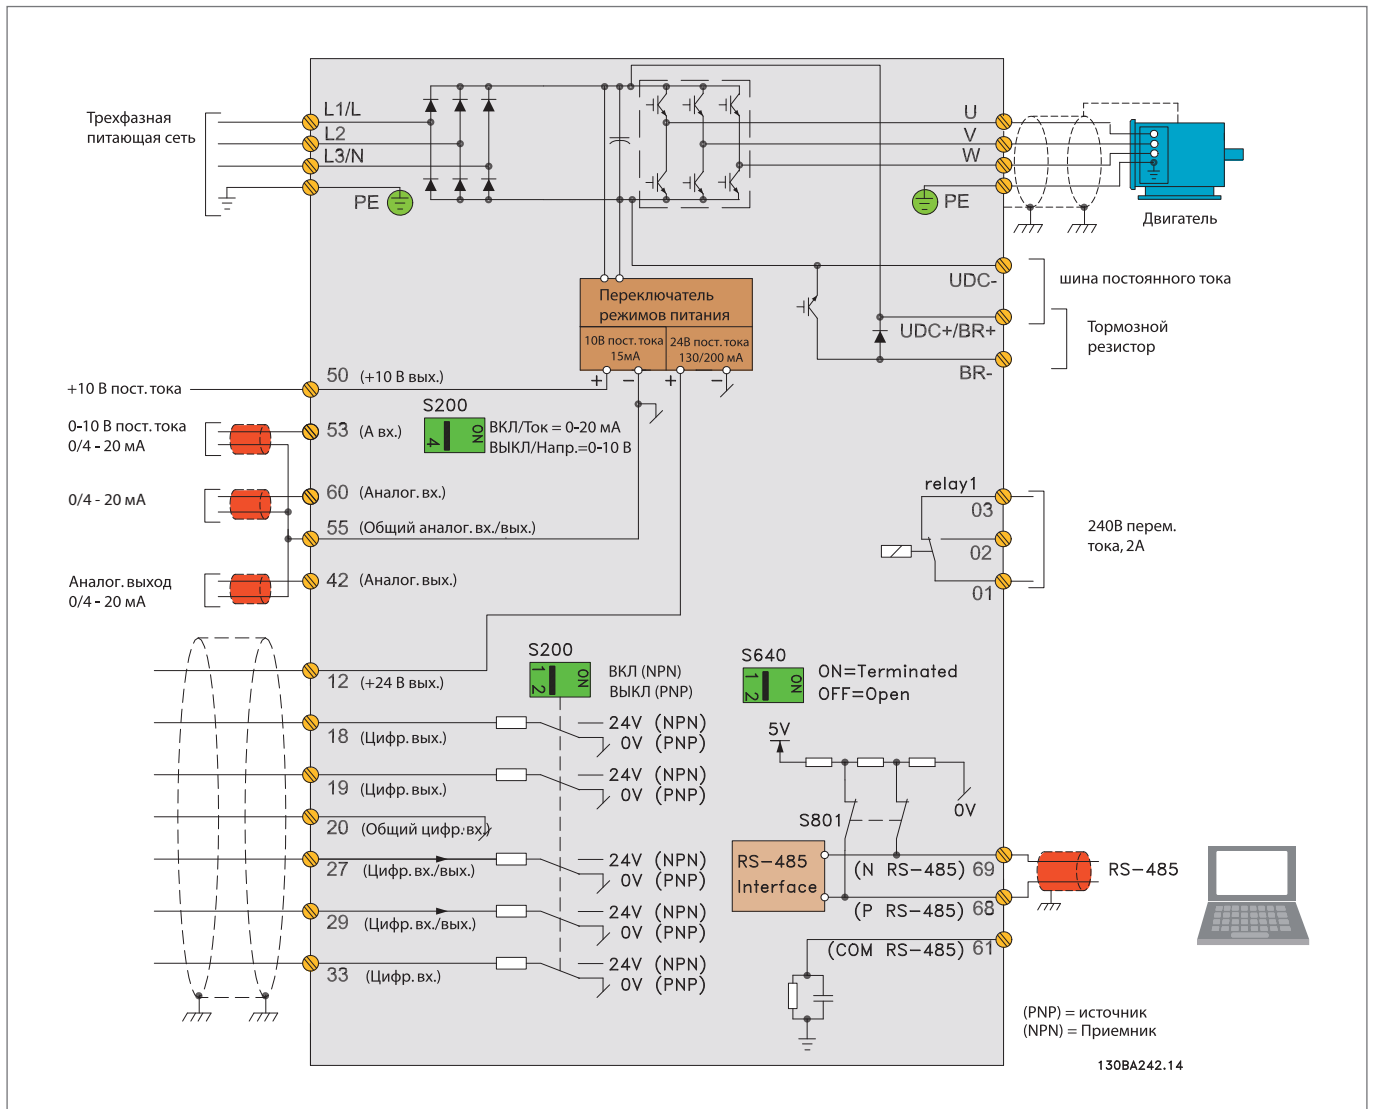 Трехфазная
питающая сеть
L1/L
L2
L3/N
PE
U
V
W
PE
Двигатель
UDC-
шина постоянного тока
UDC+/BR+
Тормозной
резистор
BR-
Переключатель
режимов питания
10В пост. тока
15мА
24В пост. тока
130/200 мА
+ − + −
+10 В пост. тока
50 (+10 В вых.)
0-10 В пост. тока
0/4 - 20 мА
53 (А вх.)
S200
ON
4
ВКЛ/Ток = 0-20 мА
ВЫКЛ/Напр.=0-10 В
0/4 - 20 мА
60 (Аналог. вх.)
55 (Общий аналог. вх./вых.)
Аналог. выход
0/4 - 20 мА
42 (Аналог. вых.)
relay1
03
02
01
240В перем.
тока, 2А
12 (+24 В вых.)
S200
1 2
ON
ВКЛ (NPN)
ВЫКЛ (PNP)
S640
1 2
ON
ON=Terminated
OFF=Open
18 (Цифр. вых.)
24V (NPN)
0V (PNP)
19 (Цифр. вых.)
24V (NPN)
0V (PNP)
20 (Общий цифр. вх.)
27 (Цифр. вх./вых.)
24V (NPN)
0V (PNP)
29 (Цифр. вх./вых.)
24V (NPN)
0V (PNP)
33 (Цифр. вх.)
24V (NPN)
0V (PNP)
5V
0V
S801
RS-485
Interface
(N RS-485) 69
(P RS-485) 68
(COM RS-485) 61
RS-485
(PNP) = источник
(NPN) = Приемник
130BA242.14